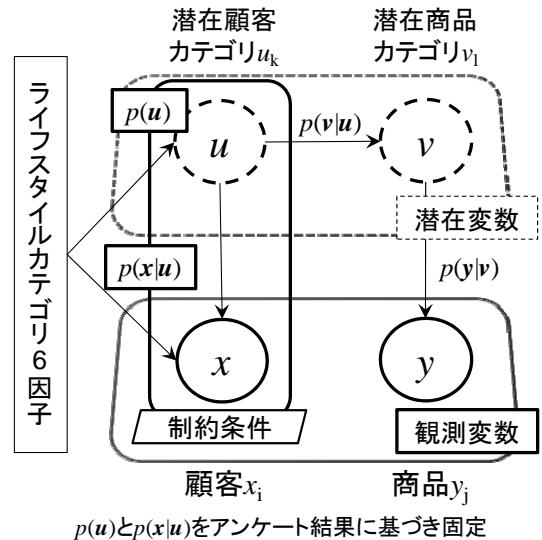 潜在顧客
カテゴリuk
潜在商品
カテゴリvl
ライフスタイルカテゴリ6因子
p(u)
u
p(v|u)
v
潜在変数
p(x|u)
p(y|v)
x
y
制約条件
観測変数
顧客xi
商品yj
p(u)とp(x|u)をアンケート結果に基づき固定